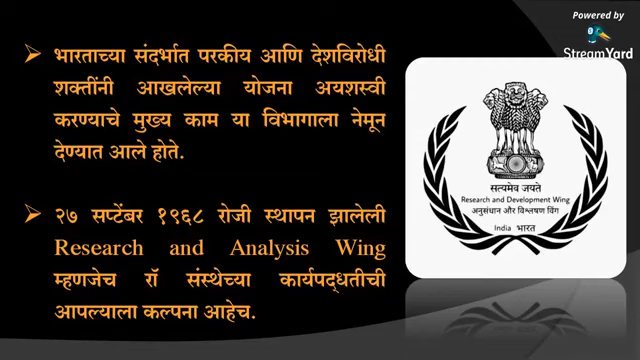 Powered by
StreamYard
भारताच्या संदर्भात परकीय आणि देशविरोधी
शक्तींनी आखलेल्या योजना अयशस्वी
करण्याचे मुख्य काम या विभागाला नेमून
देण्यात आले होते.
२७ सप्टेंबर १९६८ रोजी स्थापन झालेली
Research and Analysis Wing
म्हणजेच रॉ संस्थेच्या कार्यपद्धतीची
आपल्याला कल्पना आहेच.
सत्यमेव जयते
Research and Development Wing
अनुसंधान और विश्लषण विंग
India भारत